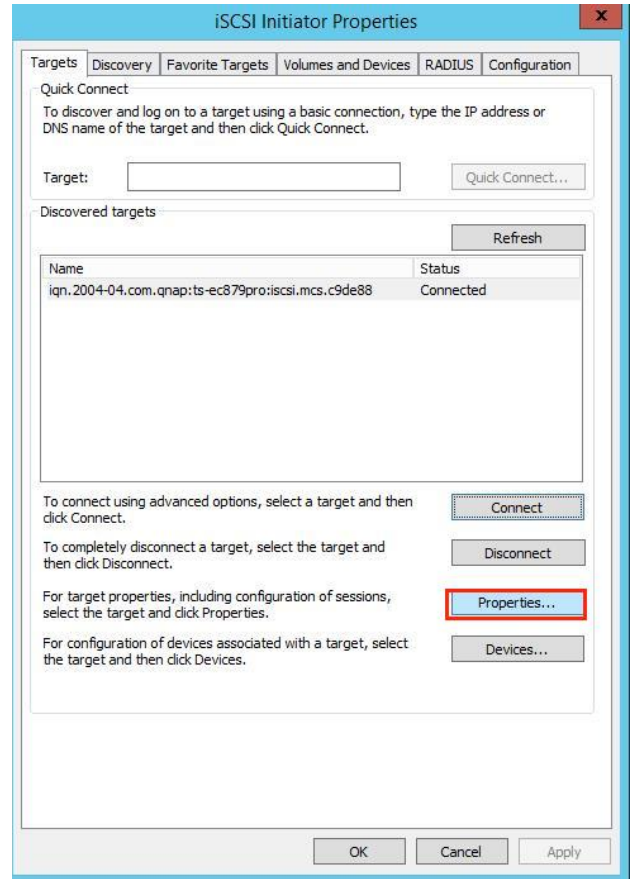 iSCSI Initiator Properties
x
Targets Discovery Favorite Targets Volumes and Devices RADIUS Configuration
Quick Connect
To discover and log on to a target using a basic connection, type the IP address or
DNS name of the target and then click Quick Connect.
Target:
Quick Connect...
Discovered targets
Refresh
Name Status
iqn.2004-04.com.qnap:ts-ec879pro:iscsi.mcs.c9de88 Connected
To connect using advanced options, select a target and then
click Connect.
Connect
To completely disconnect a target, select the target and
then click Disconnect.
Disconnect
For target properties, including configuration of sessions,
select the target and click Properties.
Properties...
For configuration of devices associated with a target, select
the target and then click Devices.
Devices...
OK Cancel Apply